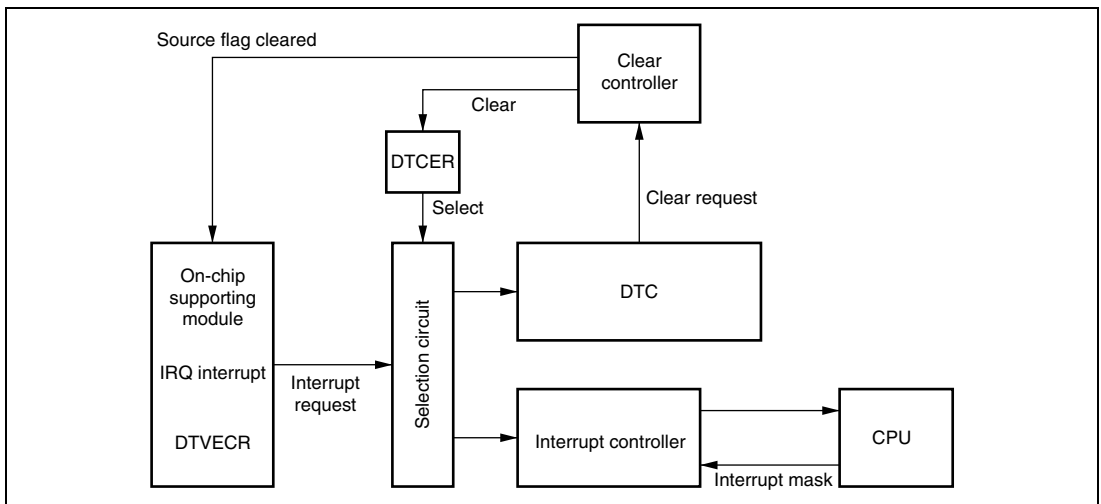 Source flag cleared
Clear
controller
Clear
DTCER
Clear request
Select
On-chip
supporting
module
IRQ interrupt
DTVECR
Interrupt
request
Selection circuit
DTC
Interrupt controller
CPU
Interrupt mask